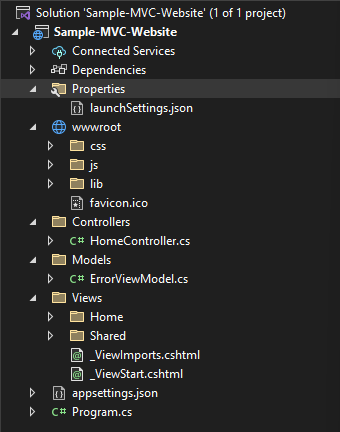 Solution 'Sample-MVC-Website' (1 of 1 project)
Sample-MVC-Website
Connected Services
Dependencies
Properties
launchSettings.json
wwwroot
css
js
lib
favicon.ico
Controllers
C# HomeController.cs
Models
C# ErrorViewModel.cs
Views
Home
Shared
_ViewImports.cshtml
_ViewStart.cshtml
appsettings.json
C# Program.cs